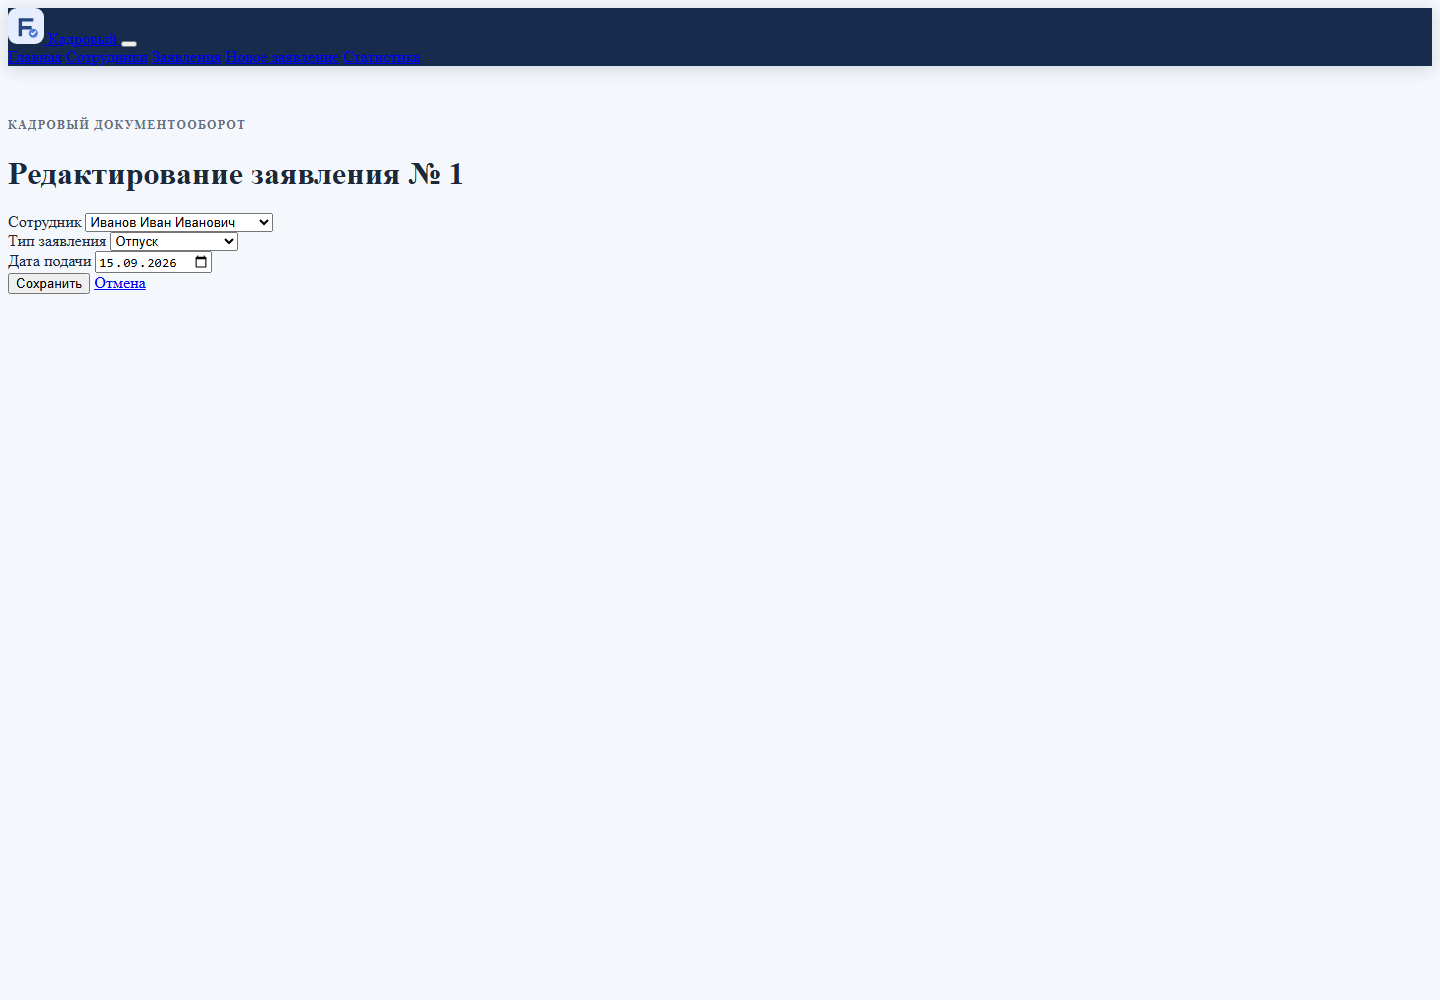 F Кадровый
Главная Сотрудники Заявления Новое заявление Статистика
КАДРОВЫЙ ДОКУМЕНТООБОРОТ
Редактирование заявления № 1
Сотрудник Иванов Иван Иванович
Тип заявления Отпуск
Дата подачи 15.09.2026
Сохранить Отмена